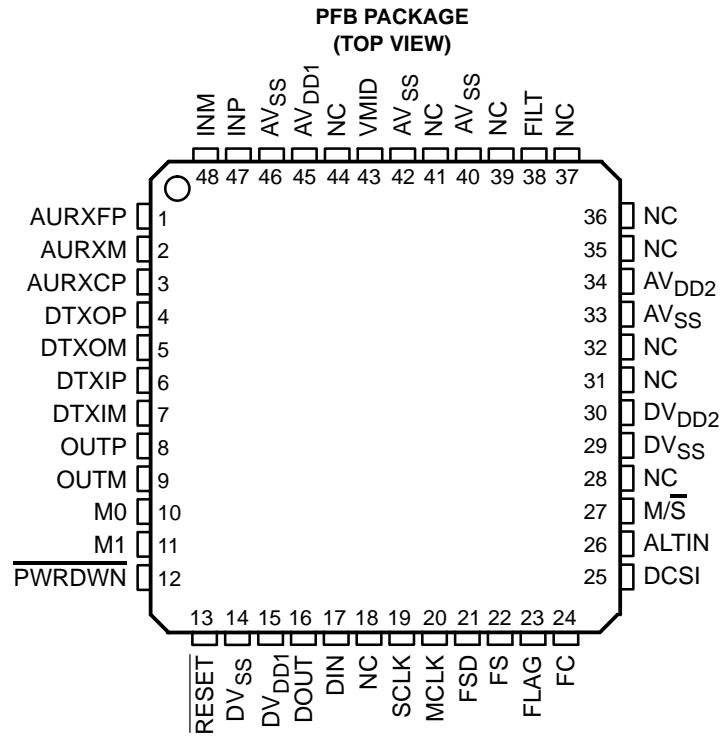 PFB PACKAGE
(TOP VIEW)
INM
INP
AVSS
AVDD1
NC
VMID
AVSS
NC
AVSS
NC
FILT
NC
48 47 46 45 44 43 42 41 40 39 38 37
AURXFP 1
AURXM 2
AURXCP 3
DTXOP 4
DTXOM 5
DTXIP 6
DTXIM 7
OUTP 8
OUTM 9
M0 10
M1 11
PWRDWN 12
36 NC
35 NC
34 AVDD2
33 AVSS
32 NC
31 NC
30 DVDD2
29 DVSS
28 NC
27 M/S
26 ALTIN
25 DCSI
13 14 15 16 17 18 19 20 21 22 23 24
RESET
DVSS
DVDD1
DOUT
DIN
NC
SCLK
MCLK
FSD
FS
FLAG
FC